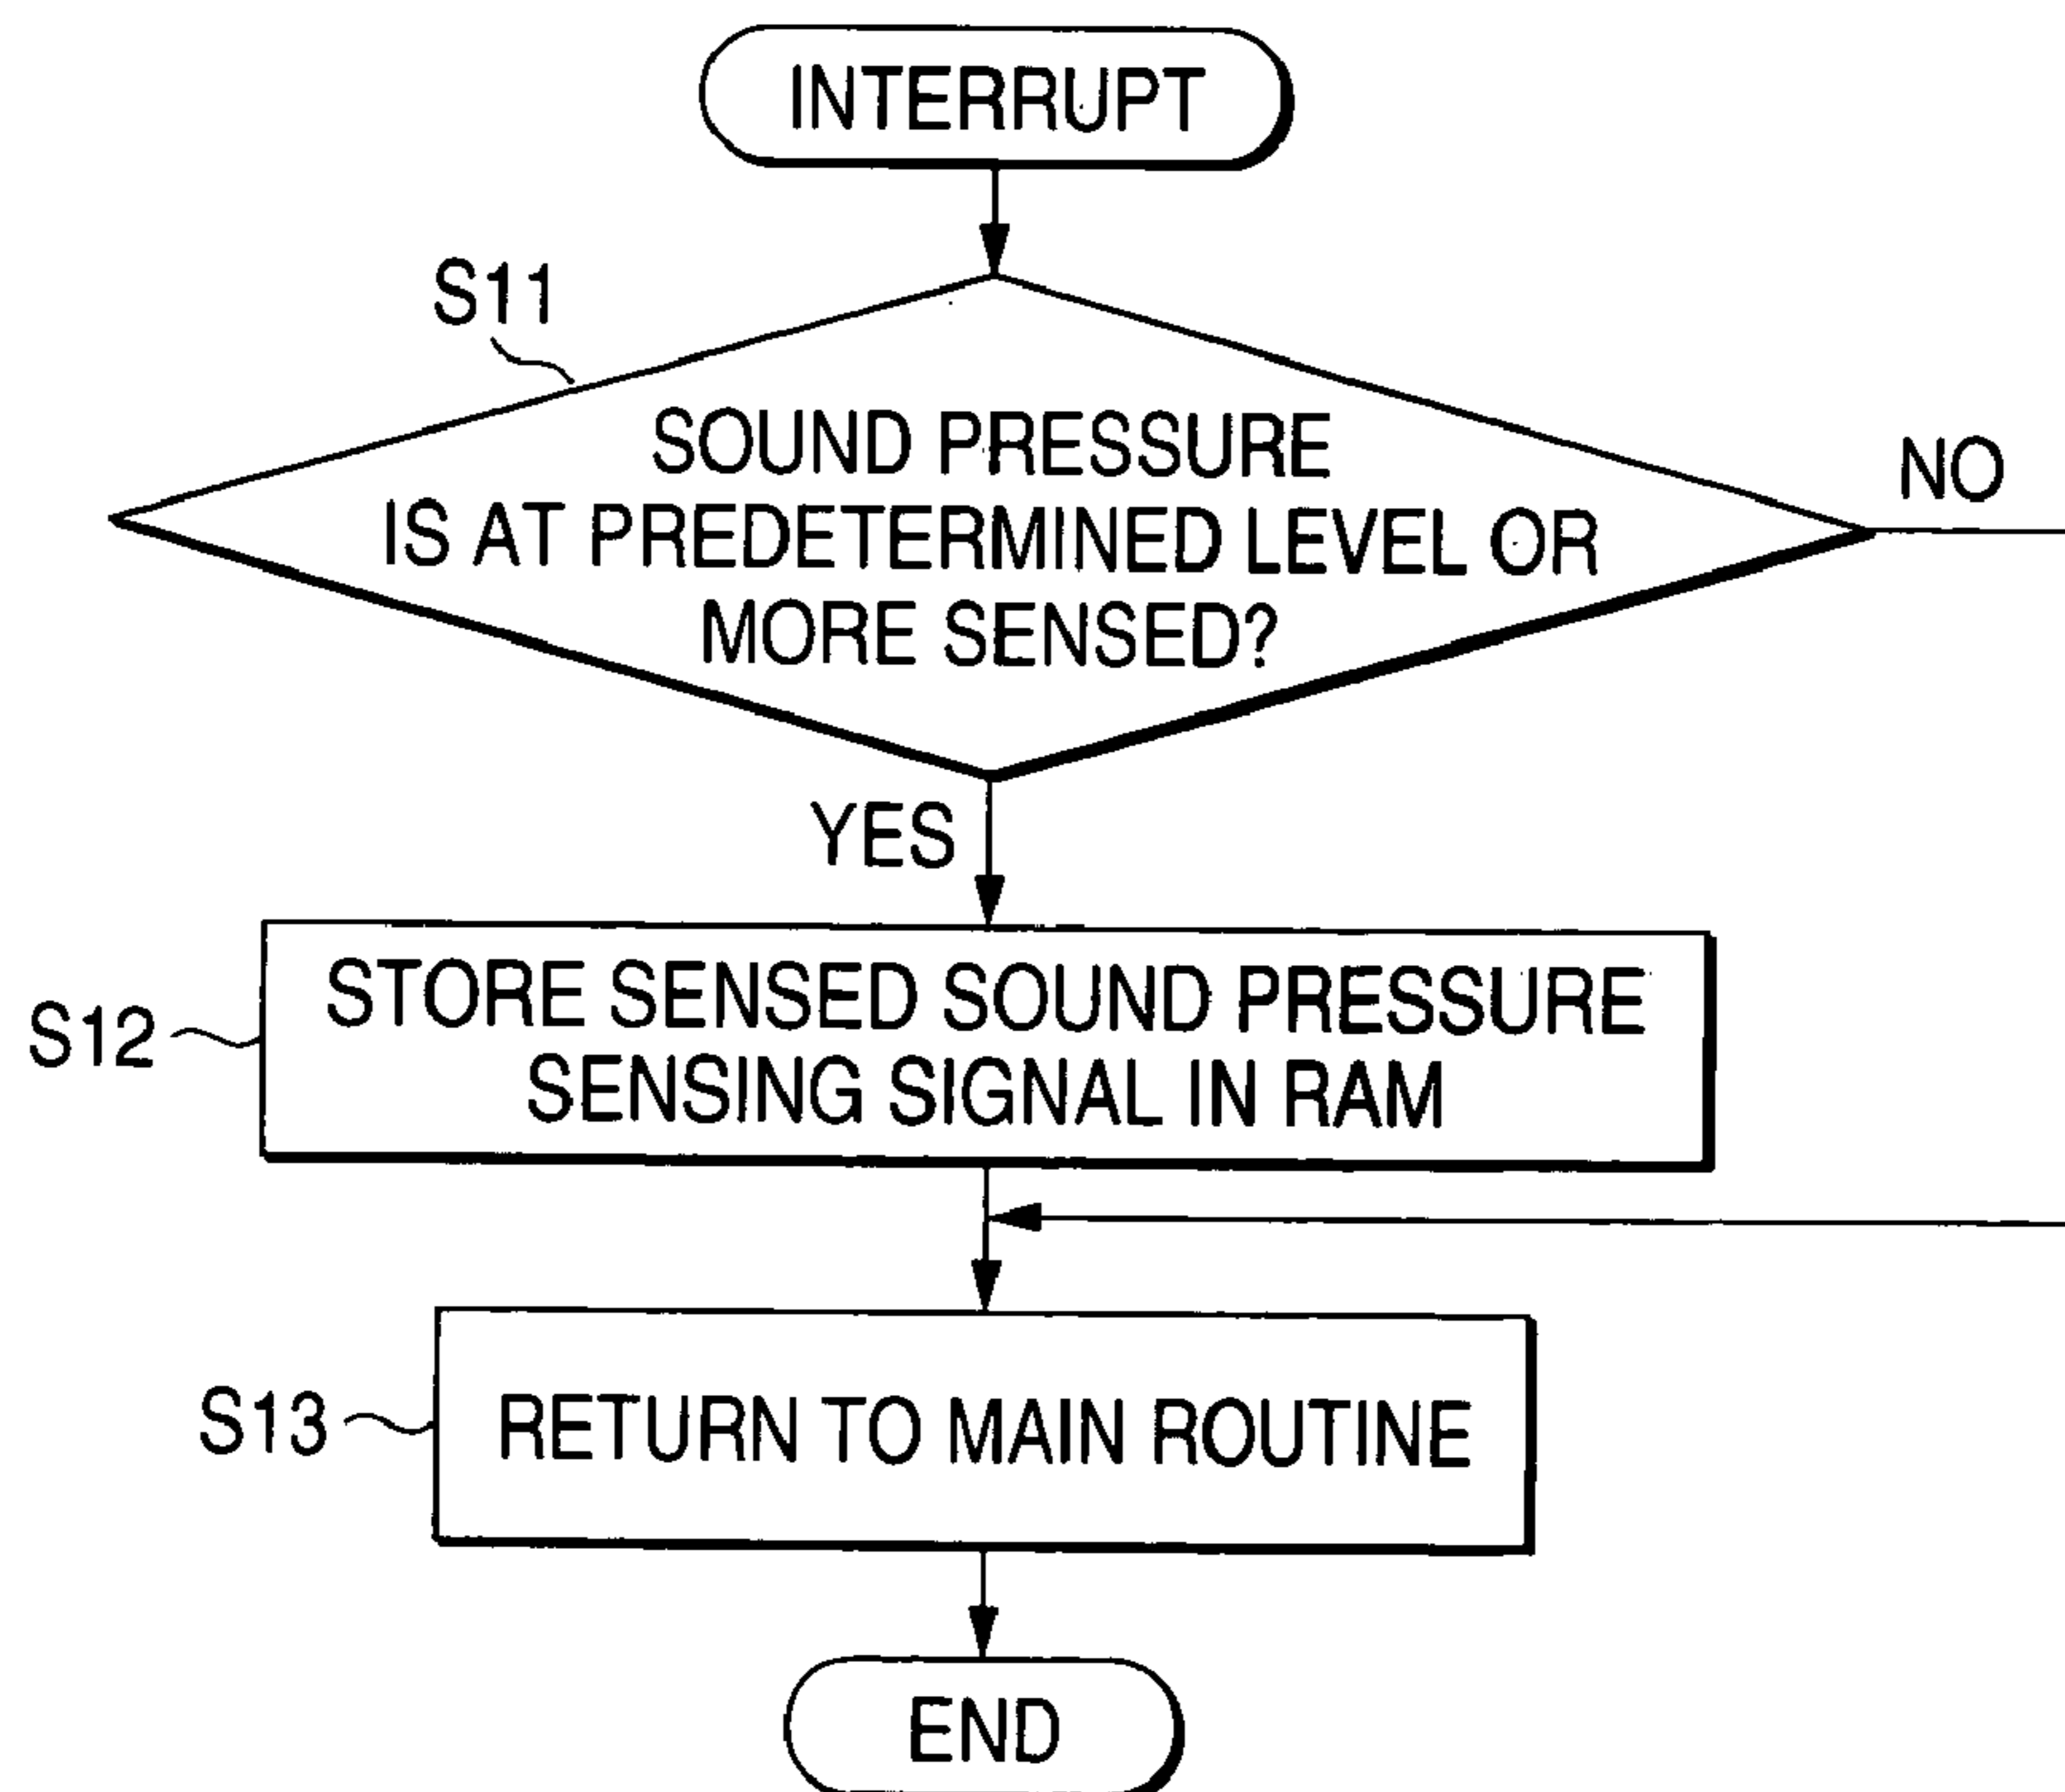 INTERRUPT
S11
SOUND PRESSURE
IS AT PREDETERMINED LEVEL OR
MORE SENSED?
NO
YES
S12
STORE SENSED SOUND PRESSURE
SENSING SIGNAL IN RAM
S13
RETURN TO MAIN ROUTINE
END